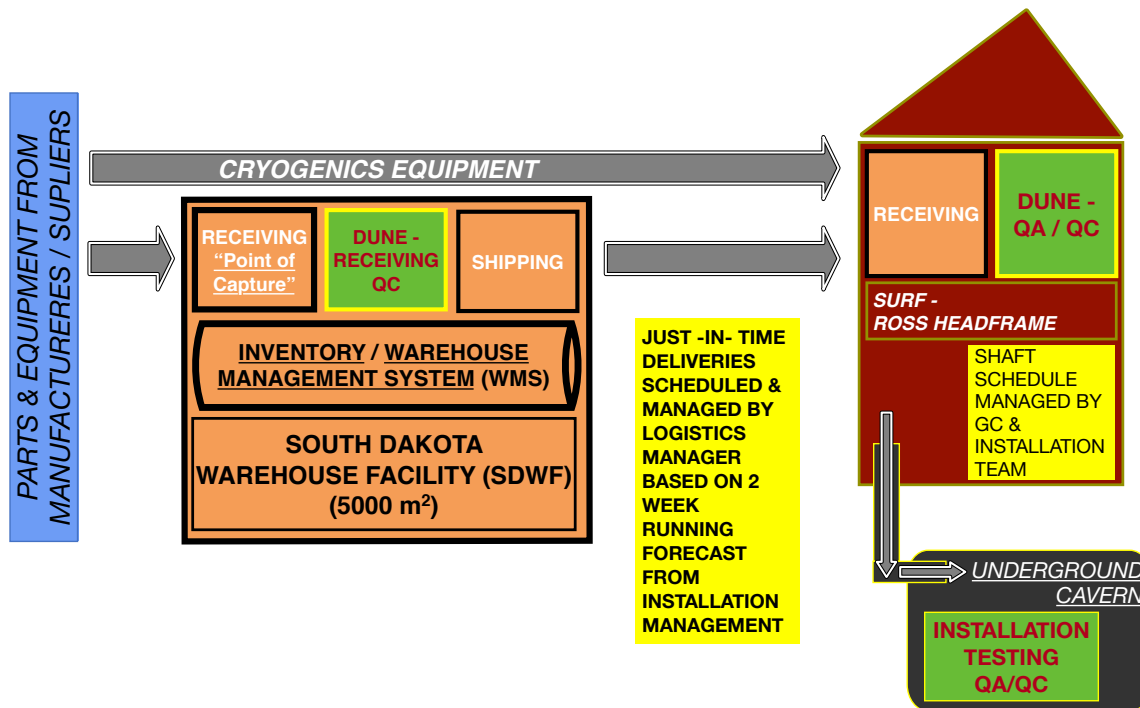 PARTS & EQUIPMENT FROM
MANUFACTURERES / SUPLIERS
CRYOGENICS EQUIPMENT
RECEIVING
“Point of
Capture”
DUNE -
RECEIVING
QC
SHIPPING
INVENTORY / WAREHOUSE
MANAGEMENT SYSTEM (WMS)
SOUTH DAKOTA
WAREHOUSE FACILITY (SDWF)
(5000 m²)
JUST -IN- TIME
DELIVERIES
SCHEDULED &
MANAGED BY
LOGISTICS
MANAGER
BASED ON 2
WEEK
RUNNING
FORECAST
FROM
INSTALLATION
MANAGEMENT
RECEIVING
DUNE -
QA / QC
SURF -
ROSS HEADFRAME
SHAFT
SCHEDULE
MANAGED BY
GC &
INSTALLATION
TEAM
UNDERGROUND
CAVERN
INSTALLATION
TESTING
QA/QC